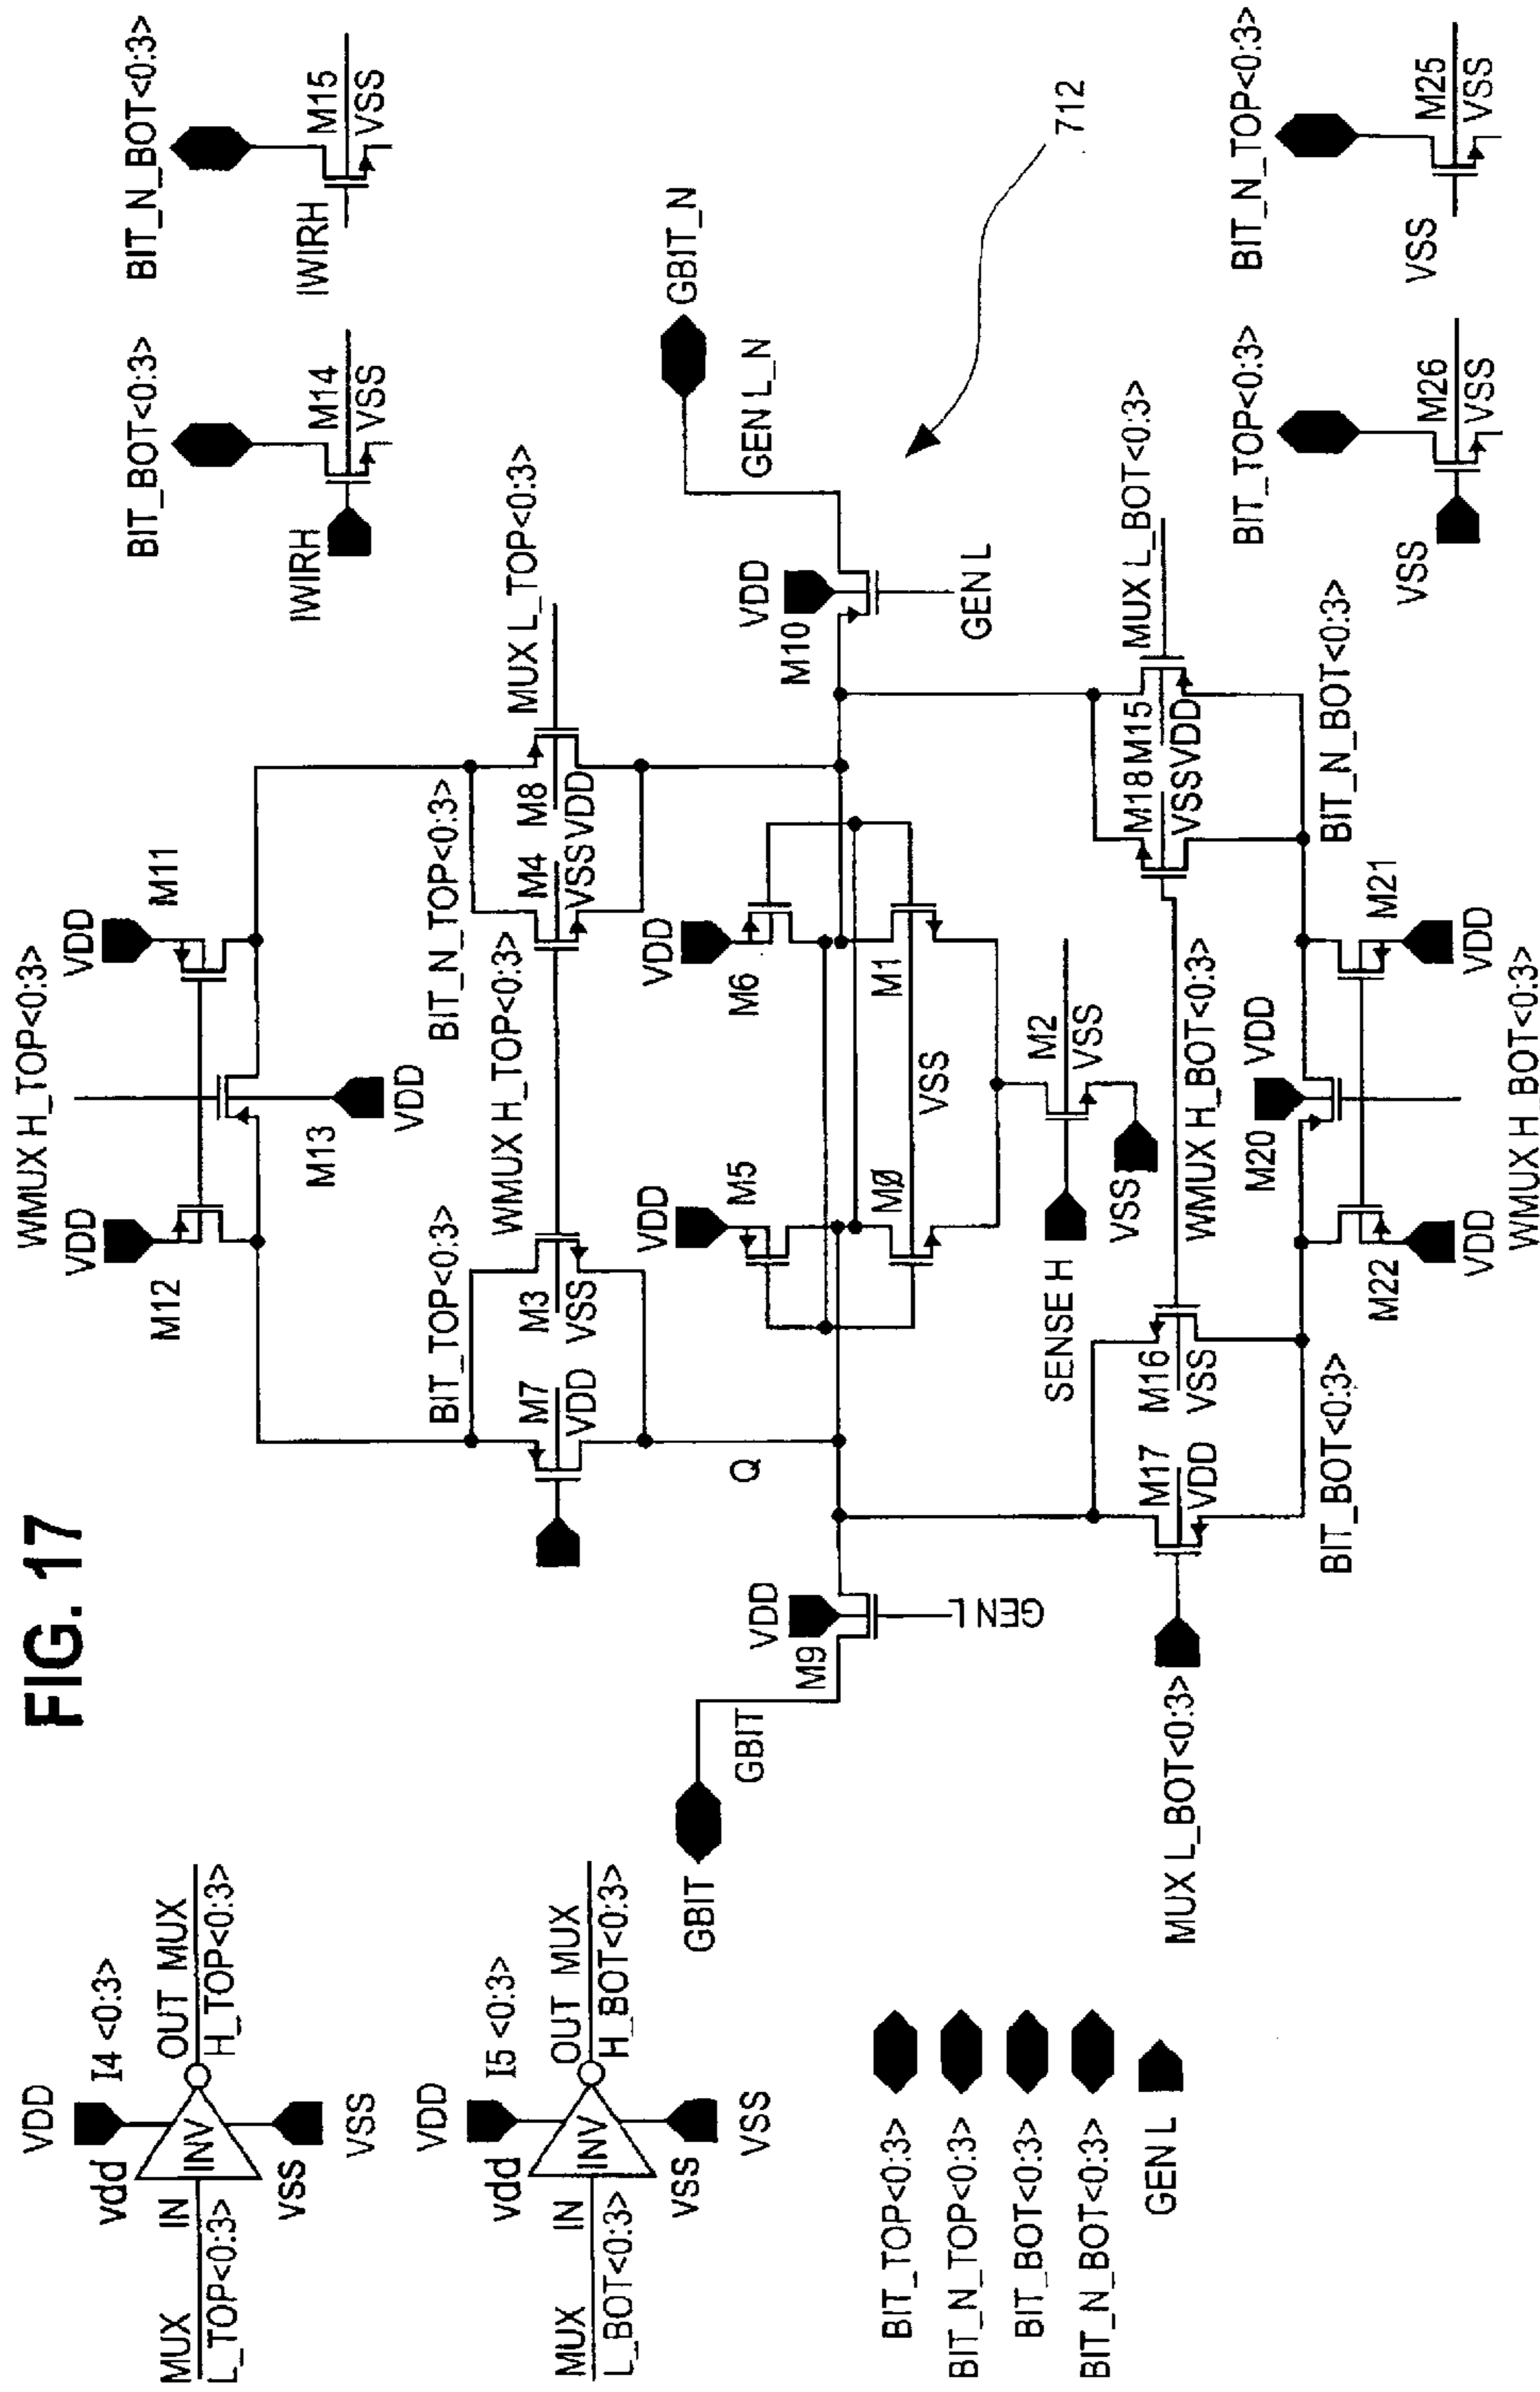 FIG. 17
VDD
vdd
I4 <0:3>
IN
INV
OUT MUX
MUX
L_TOP<0:3>
H_TOP<0:3>
VSS
VSS
VDD
vdd
I5 <0:3>
IN
INV
OUT MUX
MUX
L_BOT<0:3>
H_BOT<0:3>
VSS
VSS
BIT_TOP<0:3>
BIT_N_TOP<0:3>
BIT_BOT<0:3>
BIT_N_BOT<0:3>
GEN L
WMUX H_TOP<0:3>
VDD
VDD
M12
M11
M13
VDD
BIT_TOP<0:3>
WMUX H_TOP<0:3>
BIT_N_TOP<0:3>
M7
VDD
M3
VSS
M4
VSS
M8
VDD
MUX L_TOP<0:3>
BIT_BOT<0:3>
M14
VSS
IWIRH
BIT_N_BOT<0:3>
M15
VSS
IWIRH
GBIT
GBIT
M9
VDD
GEN L
Q
VDD
M5
VDD
M6
MØ
VSS
M1
SENSE H
M2
VSS
VSS
VDD
M10
GEN L
GEN L_N
GBIT_N
712
MUX L_BOT<0:3>
M17
VDD
M16
VSS
WMUX H_BOT<0:3>
M18
VSS
M15
VDD
MUX L_BOT<0:3>
BIT_BOT<0:3>
BIT_N_BOT<0:3>
M20
VDD
M22
VDD
M21
VDD
WMUX H_BOT<0:3>
BIT_TOP<0:3>
M26
VSS
VSS
BIT_N_TOP<0:3>
M25
VSS
VSS